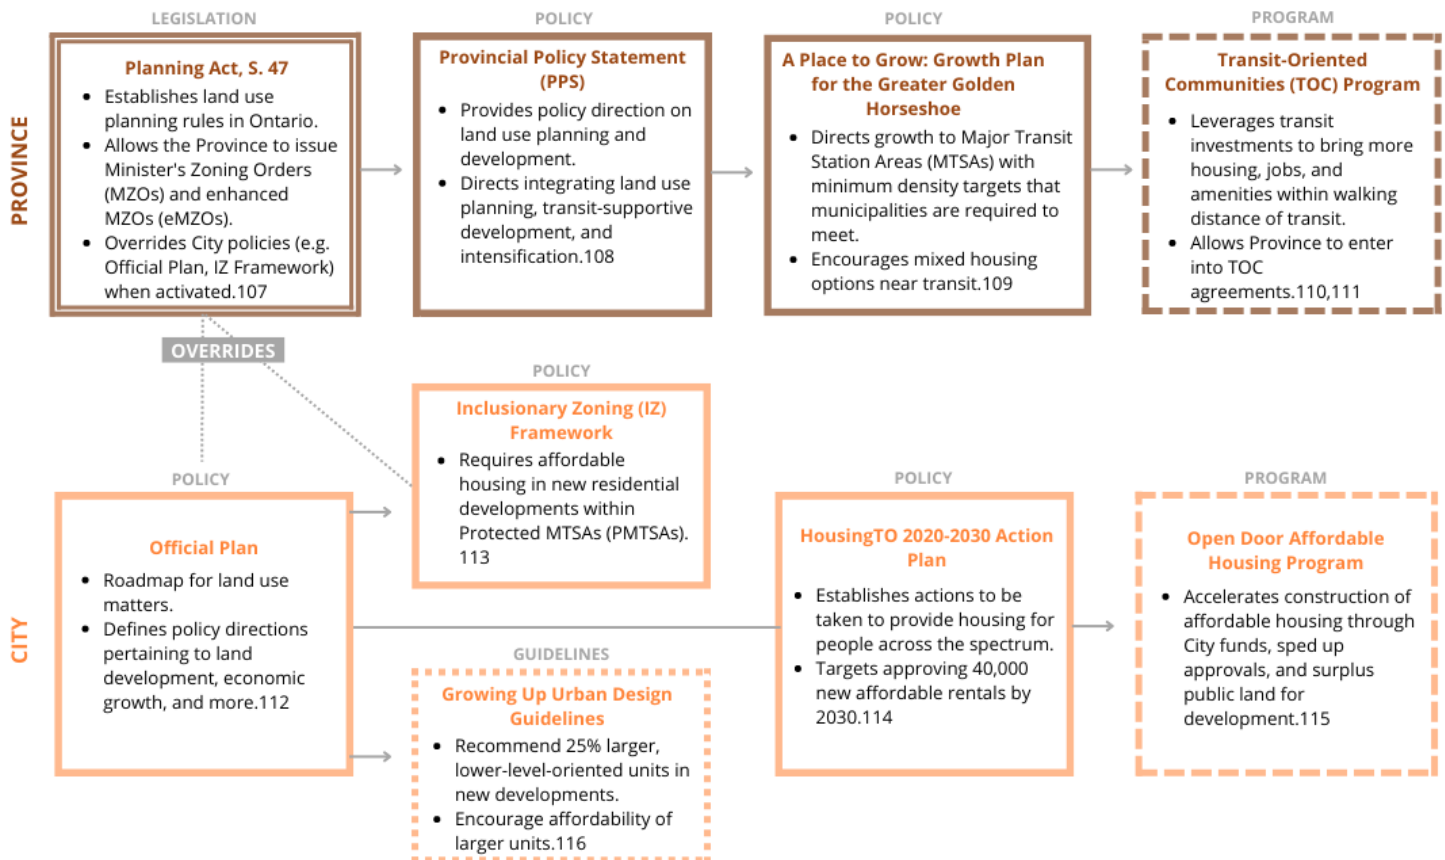 LEGISLATION
Planning Act, S. 47
Establishes land use
planning rules in Ontario.
Allows the Province to issue
Minister's Zoning Orders
(MZOs) and enhanced
MZOs (eMZOs).
Overrides City policies (e.g.
Official Plan, IZ Framework)
when activated.107
POLICY
Provincial Policy Statement
(PPS)
Provides policy direction on
land use planning and
development.
Directs integrating land use
planning, transit-supportive
development, and
intensification.108
POLICY
A Place to Grow: Growth Plan
for the Greater Golden
Horseshoe
Directs growth to Major Transit
Station Areas (MTSAs) with
minimum density targets that
municipalities are required to
meet.
Encourages mixed housing
options near transit.109
PROGRAM
Transit-Oriented
Communities (TOC) Program
Leverages transit
investments to bring more
housing, jobs, and
amenities within walking
distance of transit.
Allows Province to enter
into TOC
agreements.110,111
PROVINCE
OVERRIDES
CITY
POLICY
Official Plan
Roadmap for land use
matters.
Defines policy directions
pertaining to land
development, economic
growth, and more.112
POLICY
Inclusionary Zoning (IZ)
Framework
Requires affordable
housing in new residential
developments within
Protected MTSAs (PMTSAs).
113
GUIDELINES
Growing Up Urban Design
Guidelines
Recommend 25% larger,
lower-level-oriented units in
new developments.
Encourage affordability of
larger units.116
POLICY
HousingTO 2020-2030 Action
Plan
Establishes actions to be
taken to provide housing for
people across the spectrum.
Targets approving 40,000
new affordable rentals by
2030.114
PROGRAM
Open Door Affordable
Housing Program
Accelerates construction of
affordable housing through
City funds, sped up
approvals, and surplus
public land for
development.115